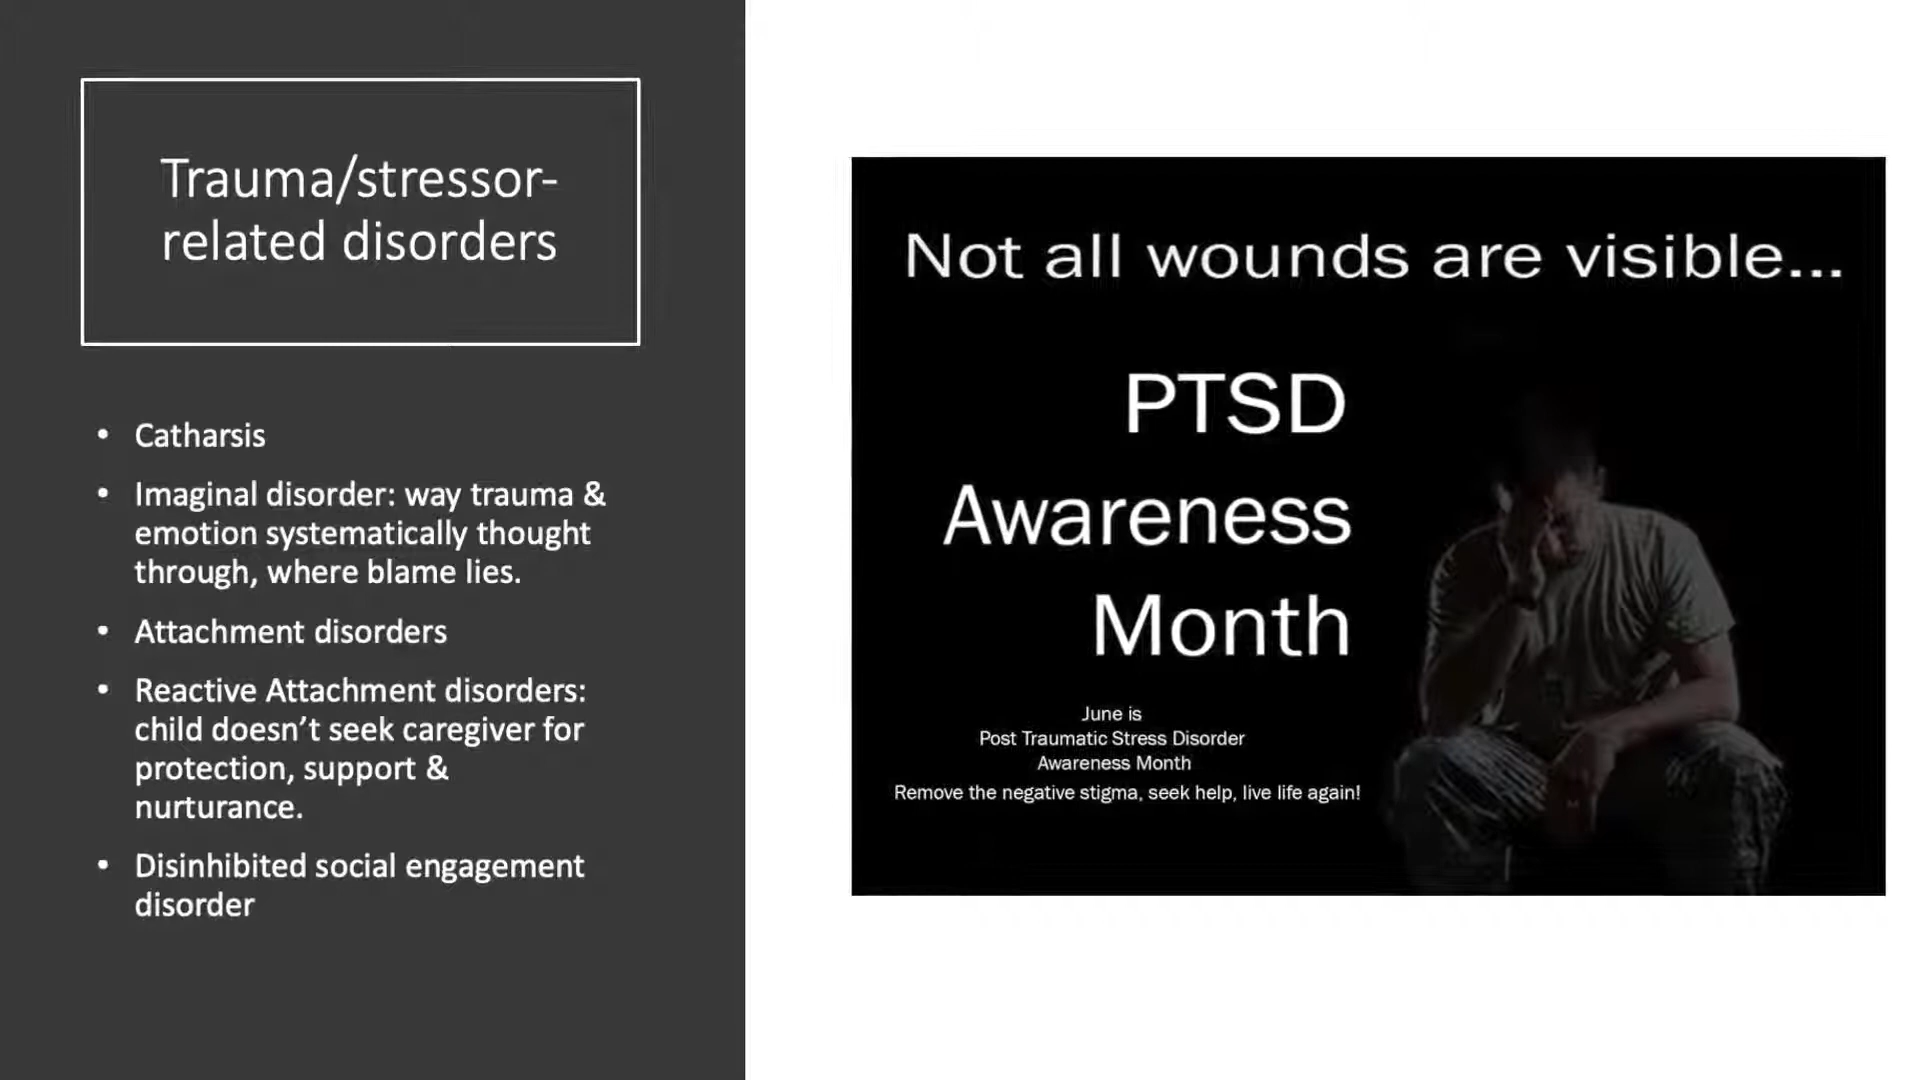 Trauma/stressor-
related disorders
• Catharsis
• Imaginal disorder: way trauma &
emotion systematically thought
through, where blame lies.
• Attachment disorders
• Reactive Attachment disorders:
child doesn’t seek caregiver for
protection, support &
nurturance.
• Disinhibited social engagement
disorder
Not all wounds are visible...
PTSD
Awareness
Month
June is
Post Traumatic Stress Disorder
Awareness Month
Remove the negative stigma, seek help, live life again!